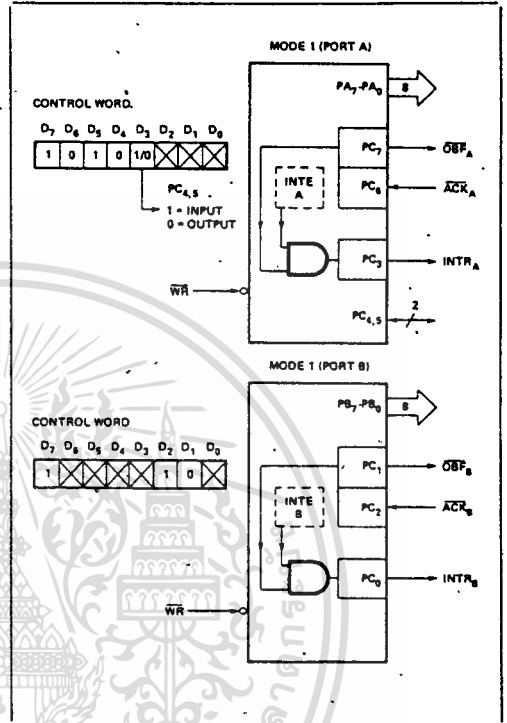 MODE 1 (PORT A)
PA7-PA0
8
CONTROL WORD.
D7 D6 D5 D4 D3 D2 D1 D0
1 0 1 0 1/0
PC4,5
1 = INPUT
0 = OUTPUT
PC7
OBFA
INTE
A
PC6
ACKA
PC3
INTRA
WR
PC4,5
2
MODE 1 (PORT B)
PB7-PB0
8
CONTROL WORD
D7 D6 D5 D4 D3 D2 D1 D0
1 1 0
PC1
OBFB
INTE
B
PC2
ACKB
PC0
INTRB
WR